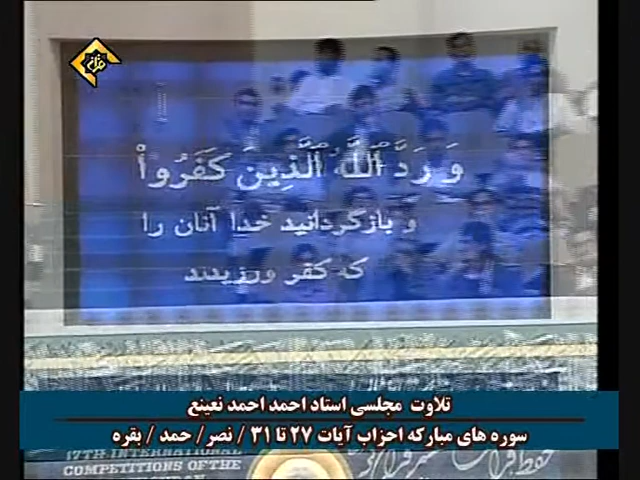 وَ رَدَّ اللَّهُ الَّذِينَ كَفَرُواْ
و بازگردانید خدا آنان را
که کفر ورزیدند
تلاوت مجلسی استاد احمد احمد نعینع
سوره های مبارکه احزاب آیات ۲۷ تا ۳۱ / نصر / حمد / بقره
17TH INTERNATIONAL
COMPETITIONS OF THE